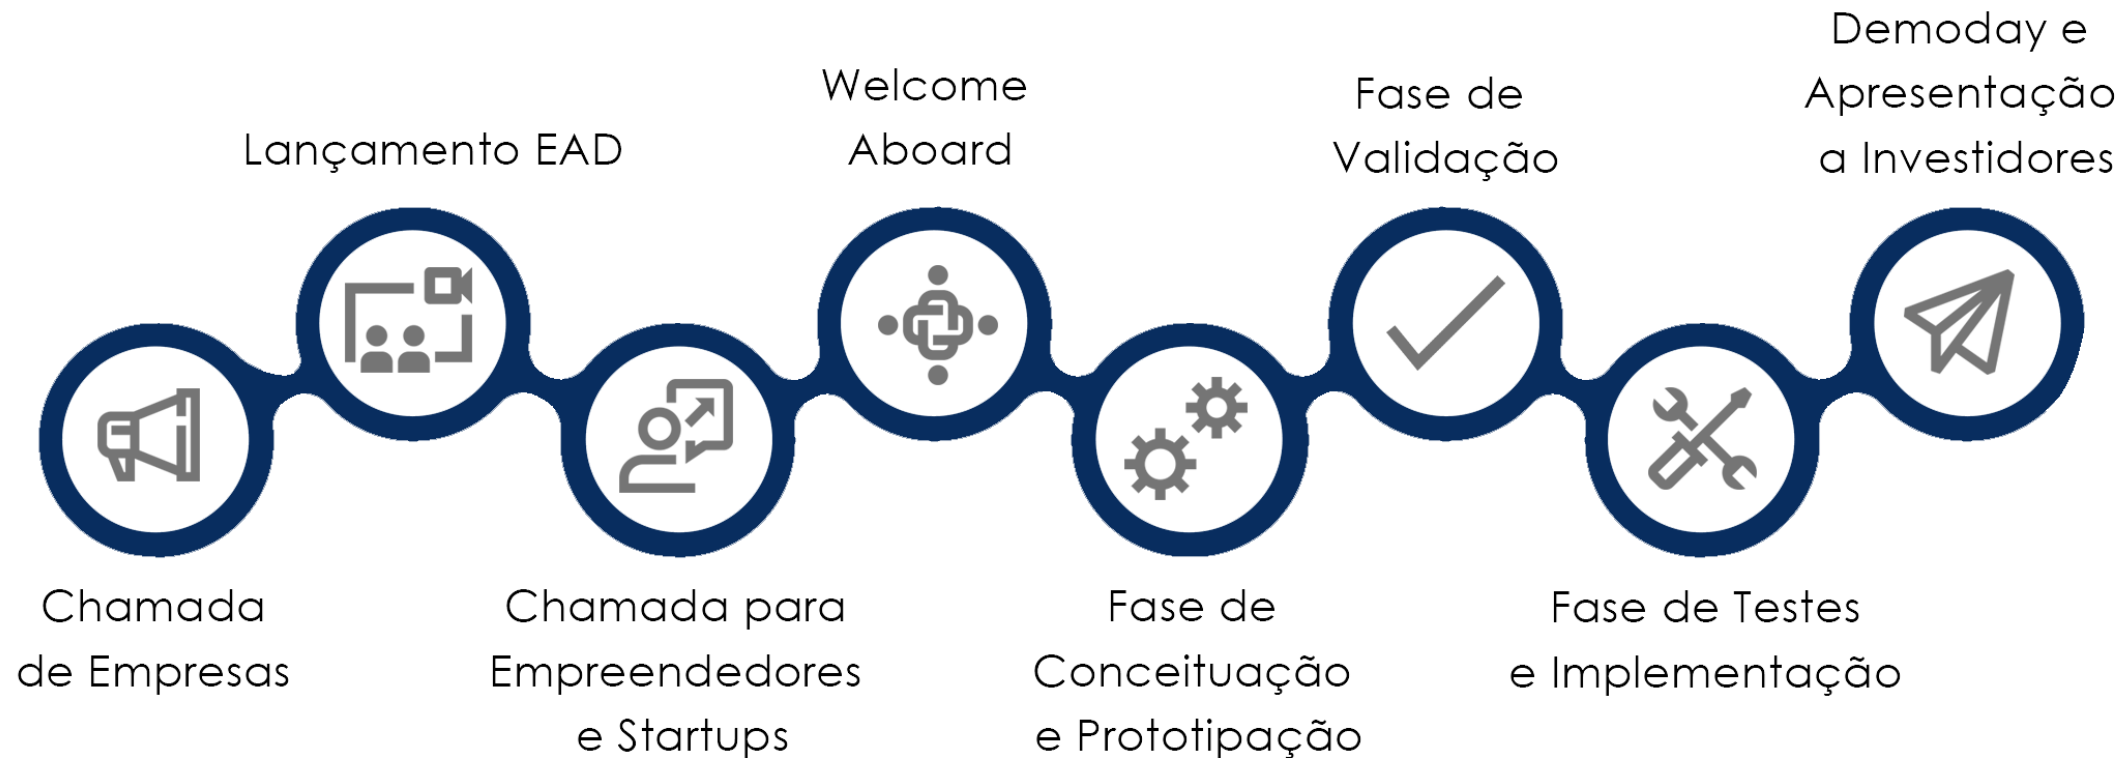 Chamada
de Empresas
Lançamento EAD
Chamada para
Empreendedores
e Startups
Welcome
Aboard
Fase de
Conceituação
e Prototipação
Fase de
Validação
Fase de Testes
e Implementação
Demoday e
Apresentação
a Investidores